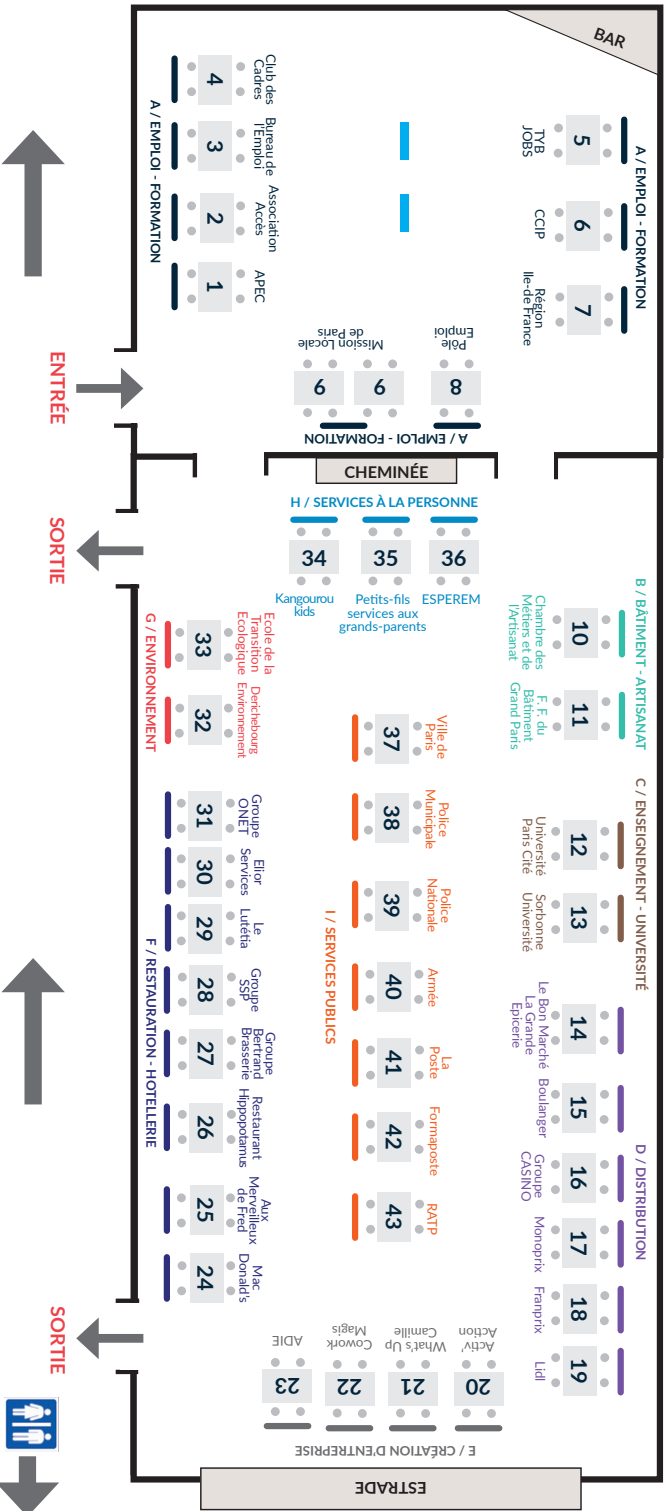 BAR
A / EMPLOI - FORMATION
5
TYB
JOBS
6
CCIP
7
Région
Ile-de France
Club des
Cadres
4
Bureau de
l'Emploi
3
Association
Accès
2
APEC
1
A / EMPLOI - FORMATION
Pôle
Emploi
8
Mission Locale
de Paris
9
9
A / EMPLOI - FORMATION
ENTRÉE
CHEMINÉE
SORTIE
H / SERVICES À LA PERSONNE
34
35
36
Kangourou
kids
Petits-fils
services aux
grands-parents
ESPEREM
B / BÂTIMENT - ARTISANAT
10
Chambre des
Métiers et de
l'Artisanat
11
F. F. du
Bâtiment
Grand Paris
C / ENSEIGNEMENT - UNIVERSITÉ
12
Université
Paris Cité
13
Sorbonne
Université
D / DISTRIBUTION
14
Le Bon Marché
La Grande
Epicerie
15
Boulanger
16
Groupe
CASINO
17
Monoprix
18
Franprix
19
Lidl
Ecole de la
Transition
Ecologique
33
Derichebourg
Environnement
32
G / ENVIRONNEMENT
Ville de
Paris
37
Police
Municipale
38
Police
Nationale
39
Armée
40
La
Poste
41
Formaposte
42
RATP
43
I / SERVICES PUBLICS
Groupe
ONET
31
Elior
Services
30
Le
Lutétia
29
Groupe
SSP
28
Groupe
Bertrand
Brasserie
27
Restaurant
Hippopotamus
26
Aux
Merveilleux
de Fred
25
Mac
Donald's
24
F / RESTAURATION - HOTELLERIE
Activ'
Action
20
What's Up
Camille
21
Cowork
Magis
22
ADIE
23
E / CRÉATION D'ENTREPRISE
SORTIE
ESTRADE